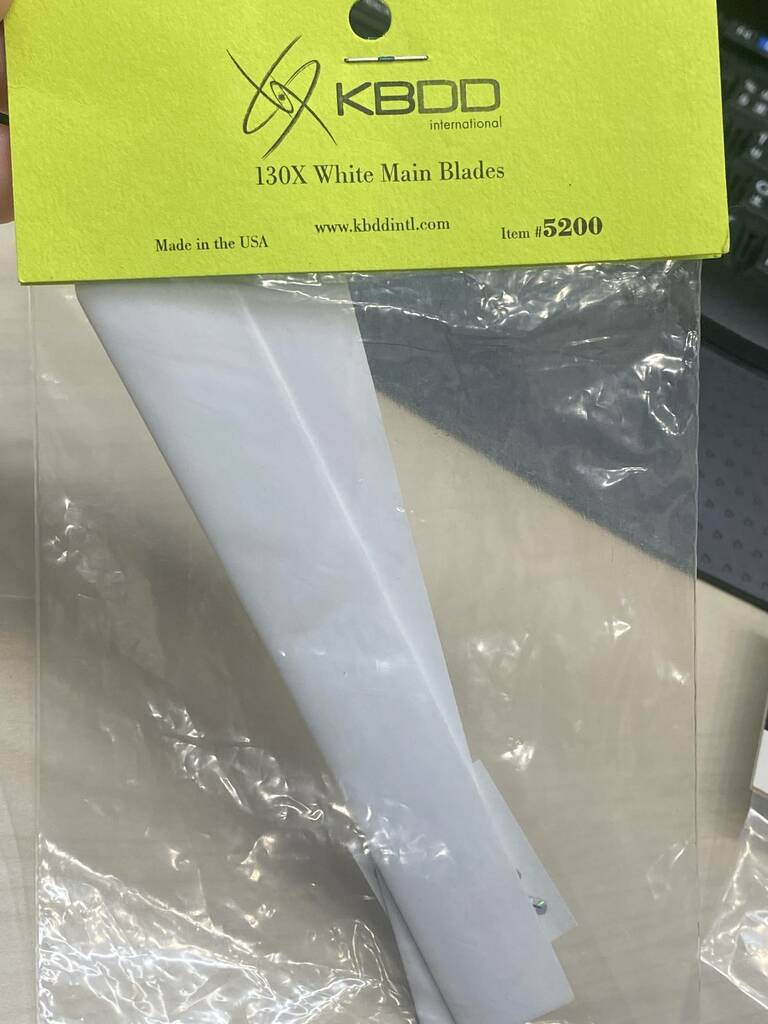 KBDD
international
130X White Main Blades
www.kbddintl.com
Made in the USA
Item #5200